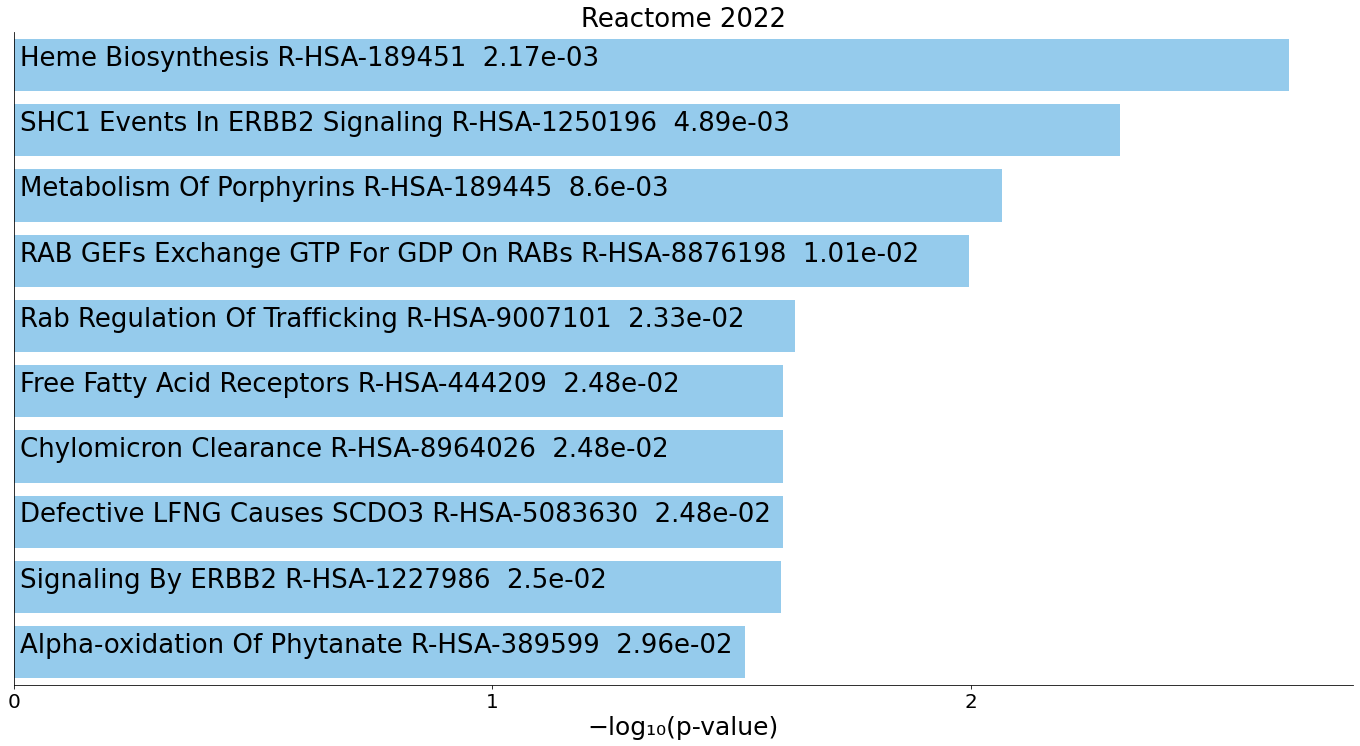 Reactome 2022
Heme Biosynthesis R-HSA-189451  2.17e-03
SHC1 Events In ERBB2 Signaling R-HSA-1250196  4.89e-03
Metabolism Of Porphyrins R-HSA-189445  8.6e-03
RAB GEFs Exchange GTP For GDP On RABs R-HSA-8876198  1.01e-02
Rab Regulation Of Trafficking R-HSA-9007101  2.33e-02
Free Fatty Acid Receptors R-HSA-444209  2.48e-02
Chylomicron Clearance R-HSA-8964026  2.48e-02
Defective LFNG Causes SCDO3 R-HSA-5083630  2.48e-02
Signaling By ERBB2 R-HSA-1227986  2.5e-02
Alpha-oxidation Of Phytanate R-HSA-389599  2.96e-02
0 1 2
−log₁₀(p-value)